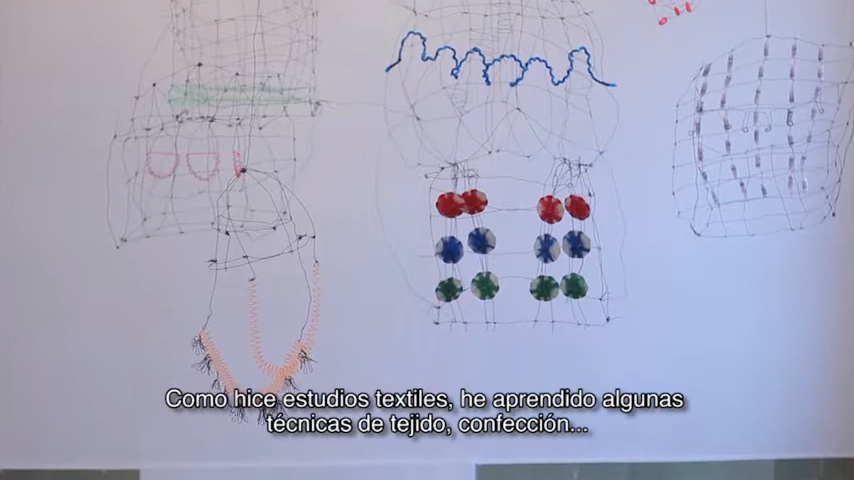 Como hice estudios textiles, he aprendido algunas
técnicas de tejido, confección...